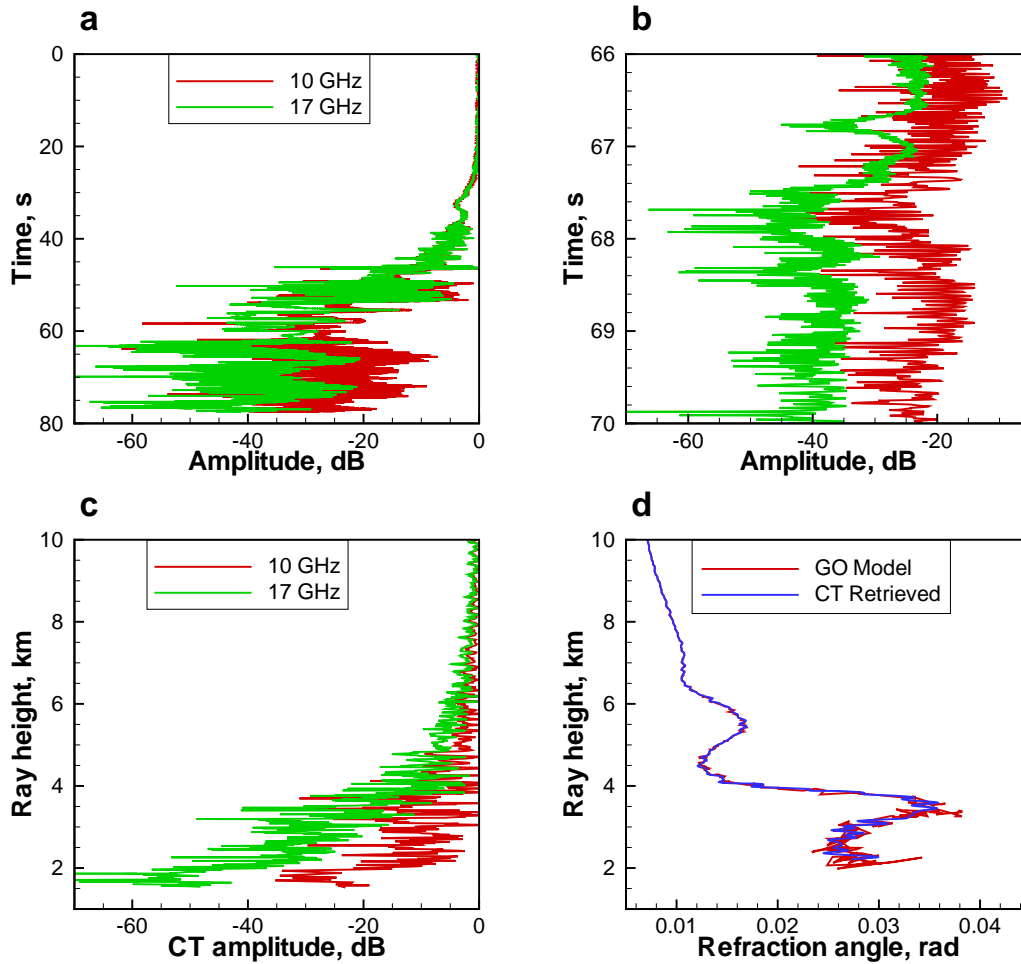 a
0
20
40
60
80
Time, s
-60
-40
-20
0
Amplitude, dB
10 GHz
17 GHz
b
66
67
68
69
70
Time, s
-60
-40
-20
Amplitude, dB
c
10
8
6
4
2
Ray height, km
-60
-40
-20
0
CT amplitude, dB
10 GHz
17 GHz
d
10
8
6
4
2
Ray height, km
0.01
0.02
0.03
0.04
Refraction angle, rad
GO Model
CT Retrieved